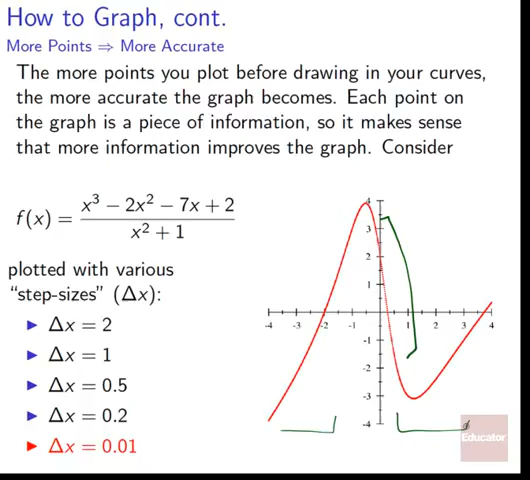 How to Graph, cont.
More Points ⇒ More Accurate
The more points you plot before drawing in your curves,
the more accurate the graph becomes. Each point on
the graph is a piece of information, so it makes sense
that more information improves the graph. Consider
f(x) = (x³ − 2x² − 7x + 2) / (x² + 1)
plotted with various
“step-sizes” (Δx):
► Δx = 2
► Δx = 1
► Δx = 0.5
► Δx = 0.2
► Δx = 0.01
4
3
2
1
-4 -3 -2 -1 1 2 3 4
-1
-2
-3
-4
Educator